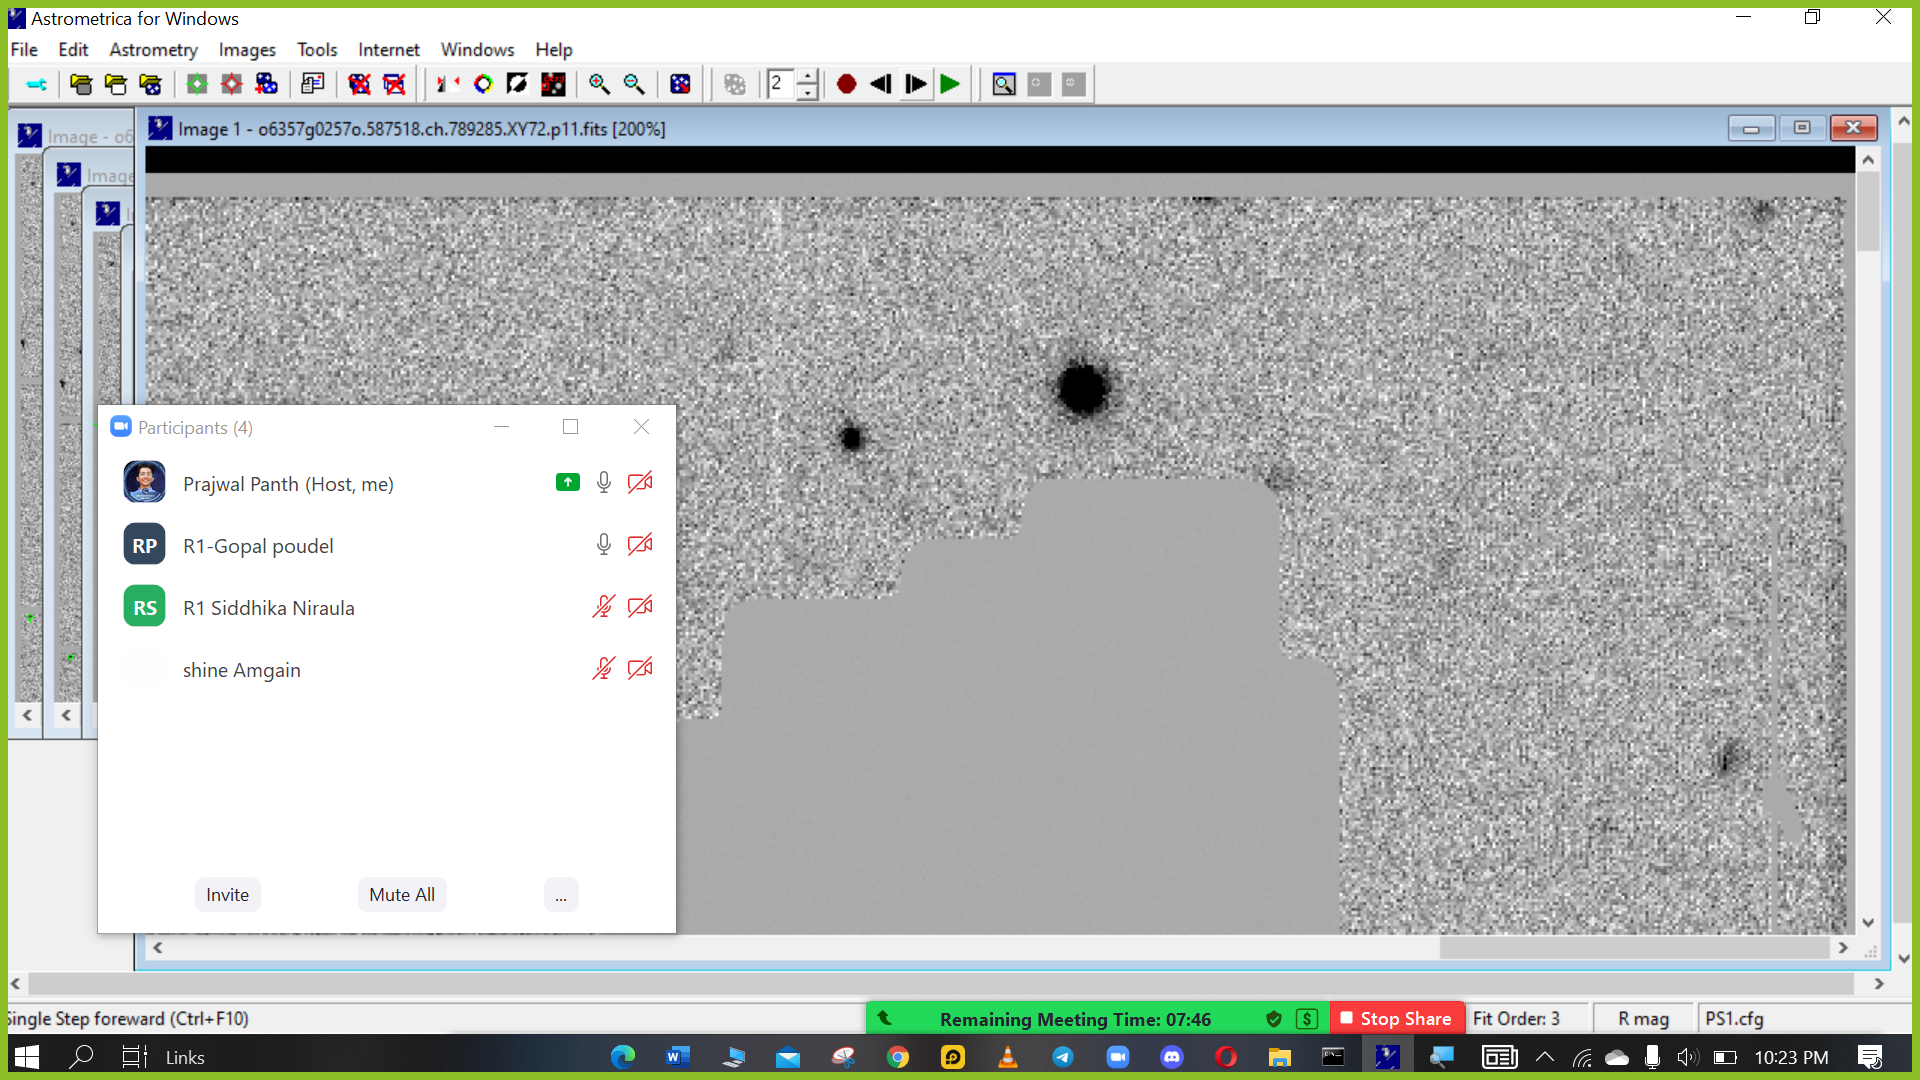 Astrometrica for Windows
File Edit Astrometry Images Tools Internet Windows Help
2
Image - o6
Image
Image 1 - o6357g0257o.587518.ch.789285.XY72.p11.fits [200%]
Participants (4)
Prajwal Panth (Host, me)
RP R1-Gopal poudel
RS R1 Siddhika Niraula
shine Amgain
Invite Mute All ...
Single Step foreward (Ctrl+F10)
Remaining Meeting Time: 07:46 $ Stop Share Fit Order: 3 R mag PS1.cfg
Links 10:23 PM